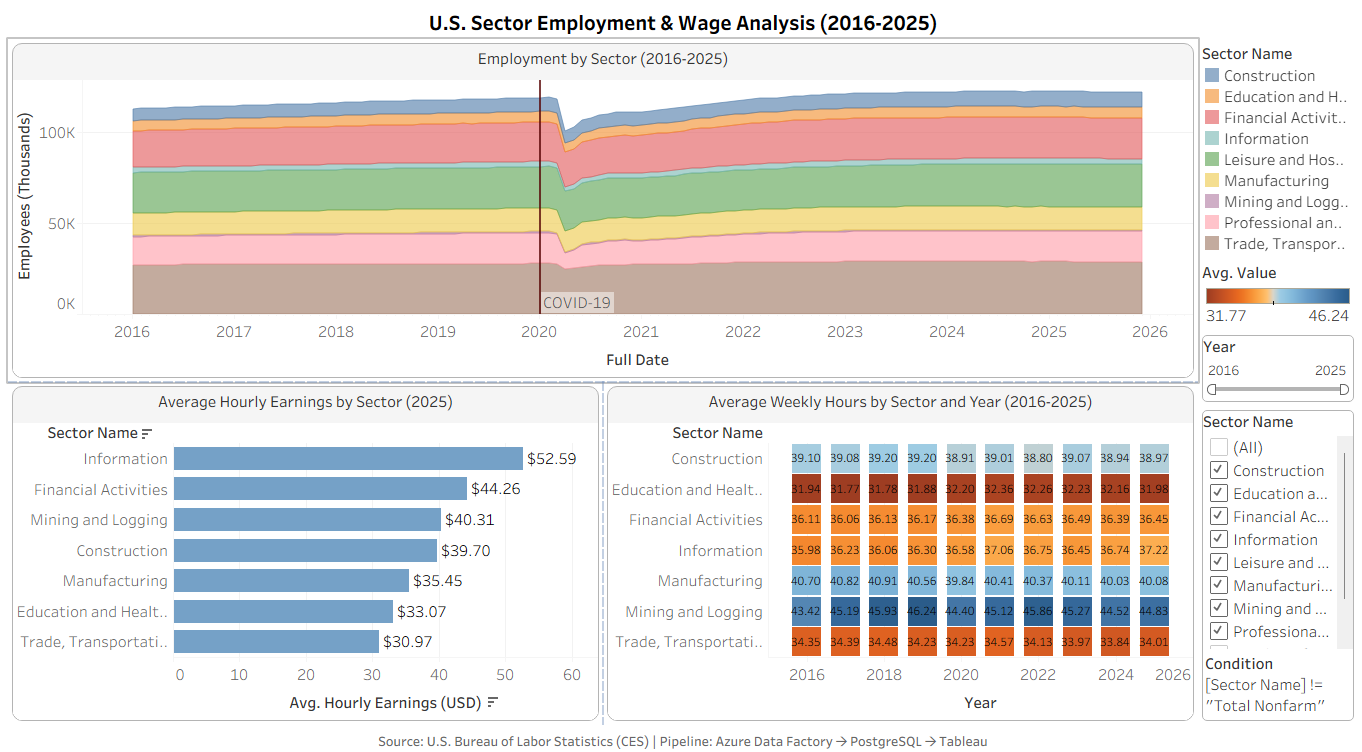 U.S. Sector Employment & Wage Analysis (2016-2025)
Employment by Sector (2016-2025)
Employees (Thousands)
100K
50K
0K
COVID-19
2016 2017 2018 2019 2020 2021 2022 2023 2024 2025 2026
Full Date
Sector Name
Construction
Education and H..
Financial Activit..
Information
Leisure and Hos..
Manufacturing
Mining and Logg..
Professional an..
Trade, Transpor..
Avg. Value
31.77 46.24
Year
2016 2025
Sector Name
(All)
Construction
Education a...
Financial Ac...
Information
Leisure and ...
Manufacturi...
Mining and ...
Professiona...
Condition
[Sector Name] !=
"Total Nonfarm"
Average Hourly Earnings by Sector (2025)
Sector Name
Information $52.59
Financial Activities $44.26
Mining and Logging $40.31
Construction $39.70
Manufacturing $35.45
Education and Healt.. $33.07
Trade, Transportati.. $30.97
0 10 20 30 40 50 60
Avg. Hourly Earnings (USD)
Average Weekly Hours by Sector and Year (2016-2025)
Sector Name
Construction 39.10 39.08 39.20 39.20 38.91 39.01 38.80 39.07 38.94 38.97
Education and Healt.. 31.94 31.77 31.78 31.88 32.20 32.36 32.26 32.23 32.16 31.98
Financial Activities 36.11 36.06 36.13 36.17 36.38 36.69 36.63 36.49 36.39 36.45
Information 35.98 36.23 36.06 36.30 36.58 37.06 36.75 36.45 36.74 37.22
Manufacturing 40.70 40.82 40.91 40.56 39.84 40.41 40.37 40.11 40.03 40.08
Mining and Logging 43.42 45.19 45.93 46.24 44.40 45.12 45.86 45.27 44.52 44.83
Trade, Transportati.. 34.35 34.39 34.48 34.23 34.23 34.57 34.13 33.97 33.84 34.01
2016 2018 2020 2022 2024 2026
Year
Source: U.S. Bureau of Labor Statistics (CES) | Pipeline: Azure Data Factory → PostgreSQL → Tableau